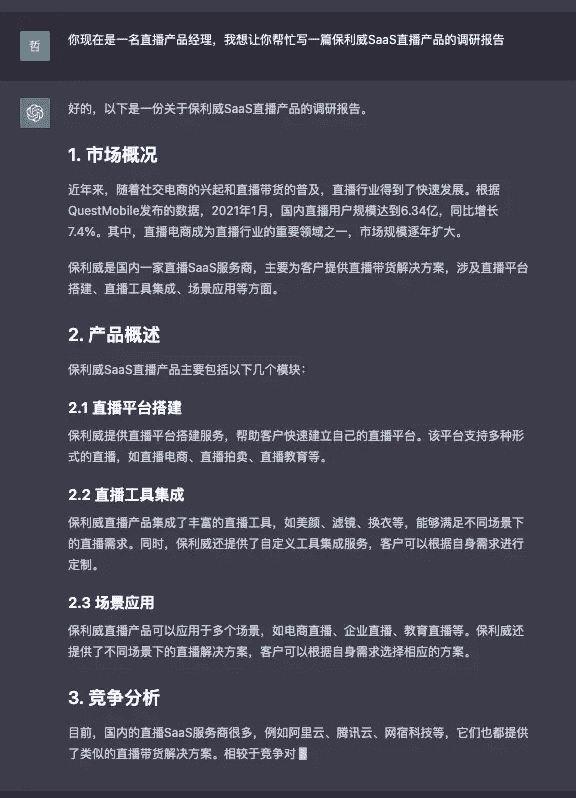 哲
你现在是一名直播产品经理，我想让你帮忙写一篇保利威SaaS直播产品的调研报告
好的，以下是一份关于保利威SaaS直播产品的调研报告。
1. 市场概况
近年来，随着社交电商的兴起和直播带货的普及，直播行业得到了快速发展。根据
QuestMobile发布的数据，2021年1月，国内直播用户规模达到6.34亿，同比增长
7.4%。其中，直播电商成为直播行业的重要领域之一，市场规模逐年扩大。
保利威是国内一家直播SaaS服务商，主要为客户提供直播带货解决方案，涉及直播平台
搭建、直播工具集成、场景应用等方面。
2. 产品概述
保利威SaaS直播产品主要包括以下几个模块：
2.1 直播平台搭建
保利威提供直播平台搭建服务，帮助客户快速建立自己的直播平台。该平台支持多种形
式的直播，如直播电商、直播拍卖、直播教育等。
2.2 直播工具集成
保利威直播产品集成了丰富的直播工具，如美颜、滤镜、换衣等，能够满足不同场景下
的直播需求。同时，保利威还提供了自定义工具集成服务，客户可以根据自身需求进行
定制。
2.3 场景应用
保利威直播产品可以应用于多个场景，如电商直播、企业直播、教育直播等。保利威还
提供了不同场景下的直播解决方案，客户可以根据自身需求选择相应的方案。
3. 竞争分析
目前，国内的直播SaaS服务商很多，例如阿里云、腾讯云、网宿科技等，它们也都提供
了类似的直播带货解决方案。相较于竞争对